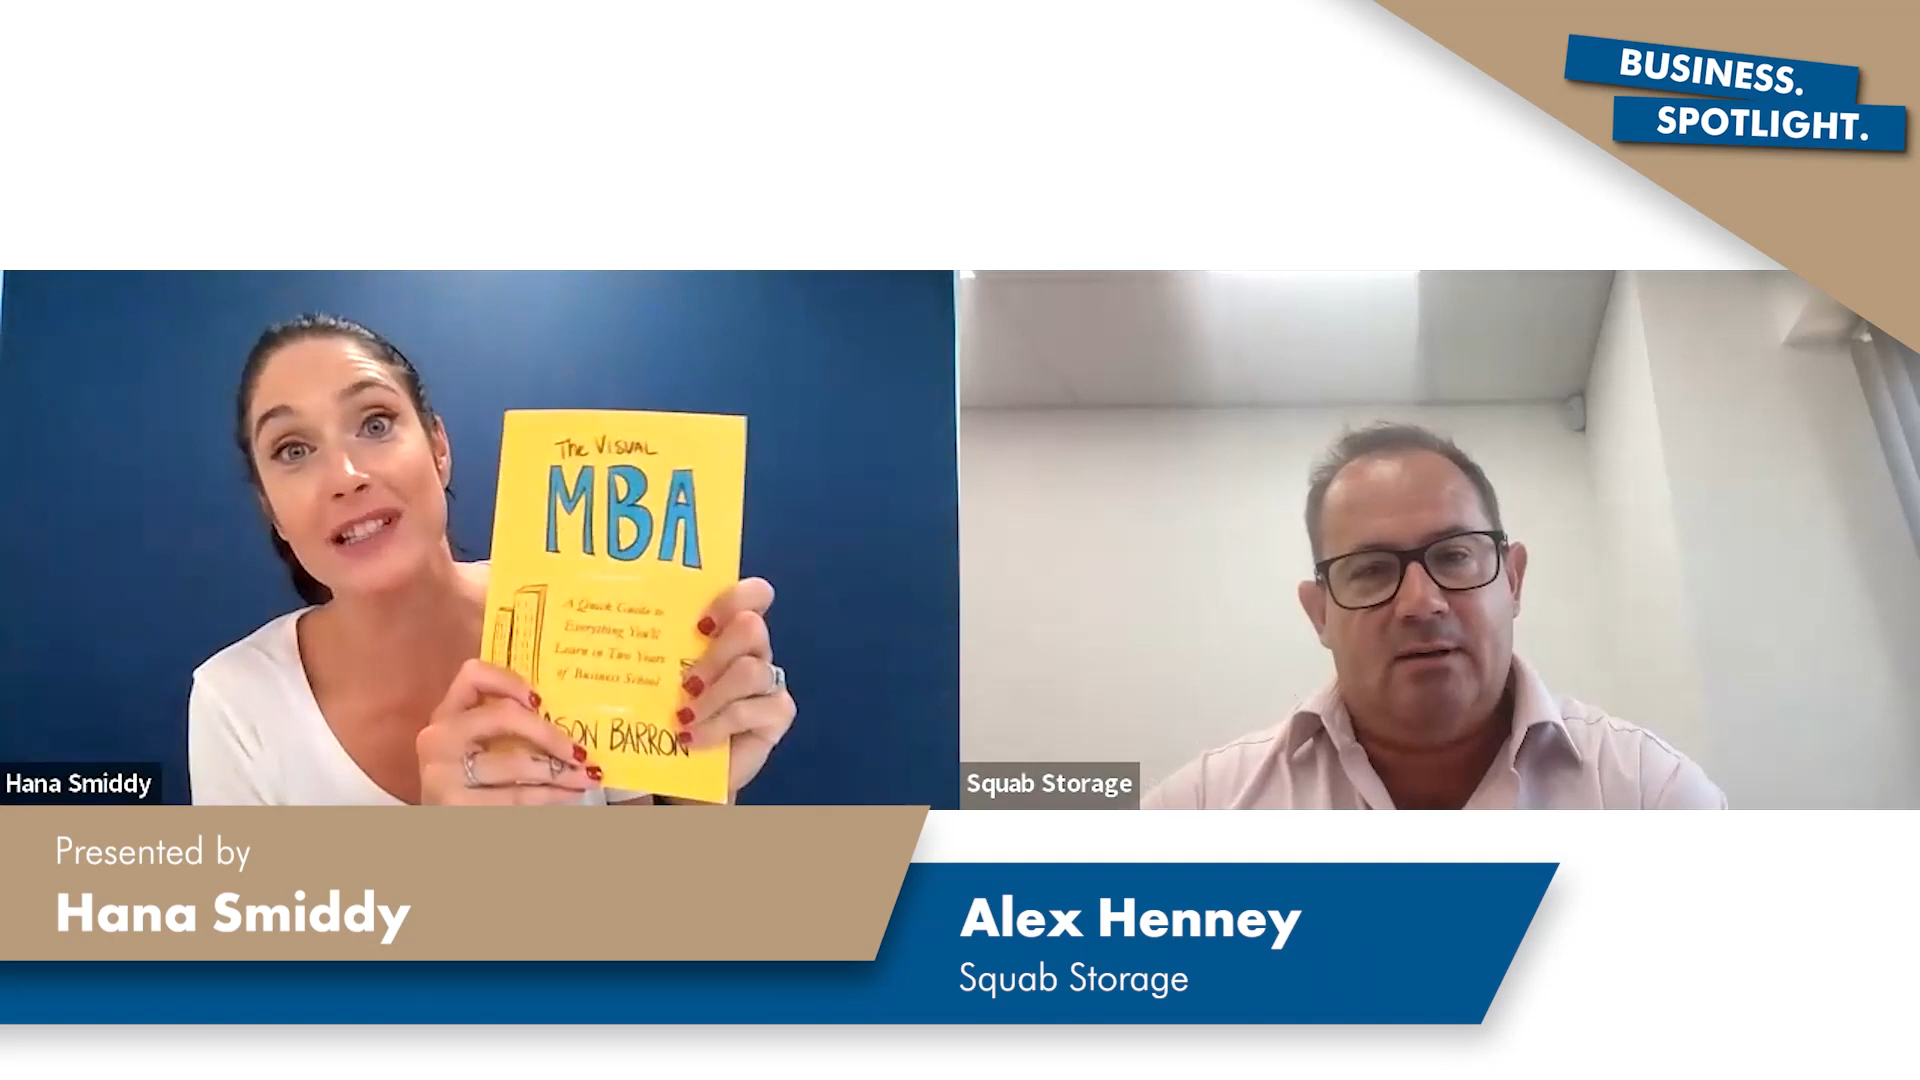 BUSINESS.
SPOTLIGHT.
The VISUAL
MBA
A Quick Guide to
Everything You'll
Learn in Two Years
of Business School
ASON BARRON
Hana Smiddy
Squab Storage
Presented by
Hana Smiddy
Alex Henney
Squab Storage